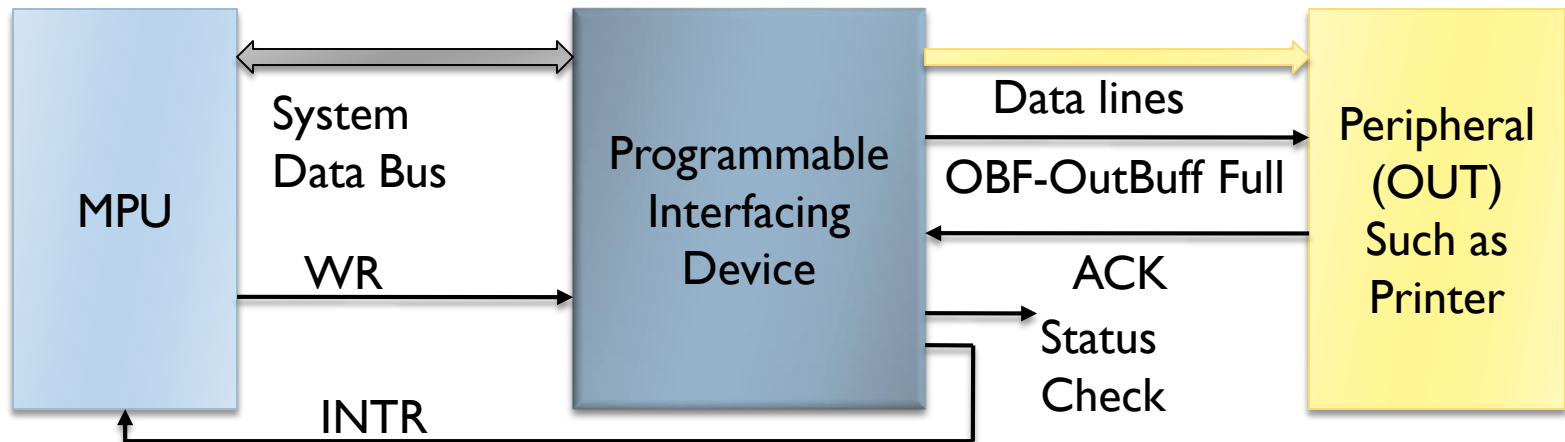 MPU
System
Data Bus
WR
INTR
Programmable
Interfacing
Device
Data lines
OBF-OutBuff Full
ACK
Status
Check
Peripheral
(OUT)
Such as
Printer